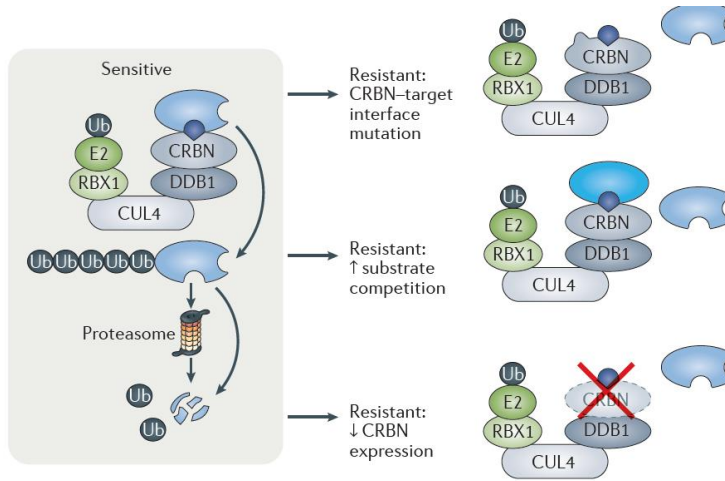 Sensitive
Ub
E2
RBX1
CUL4
CRBN
DDB1
Ub Ub Ub Ub Ub
Proteasome
Ub
Ub
Resistant:
CRBN–target
interface
mutation
Ub
E2
RBX1
CUL4
CRBN
DDB1
Resistant:
↑ substrate
competition
Ub
E2
RBX1
CUL4
CRBN
DDB1
Resistant:
↓ CRBN
expression
Ub
E2
RBX1
CUL4
CRBN
DDB1